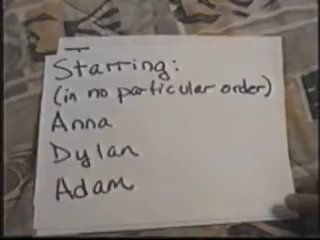 Starring:
(in no particular order)
Anna
Dylan
Adam